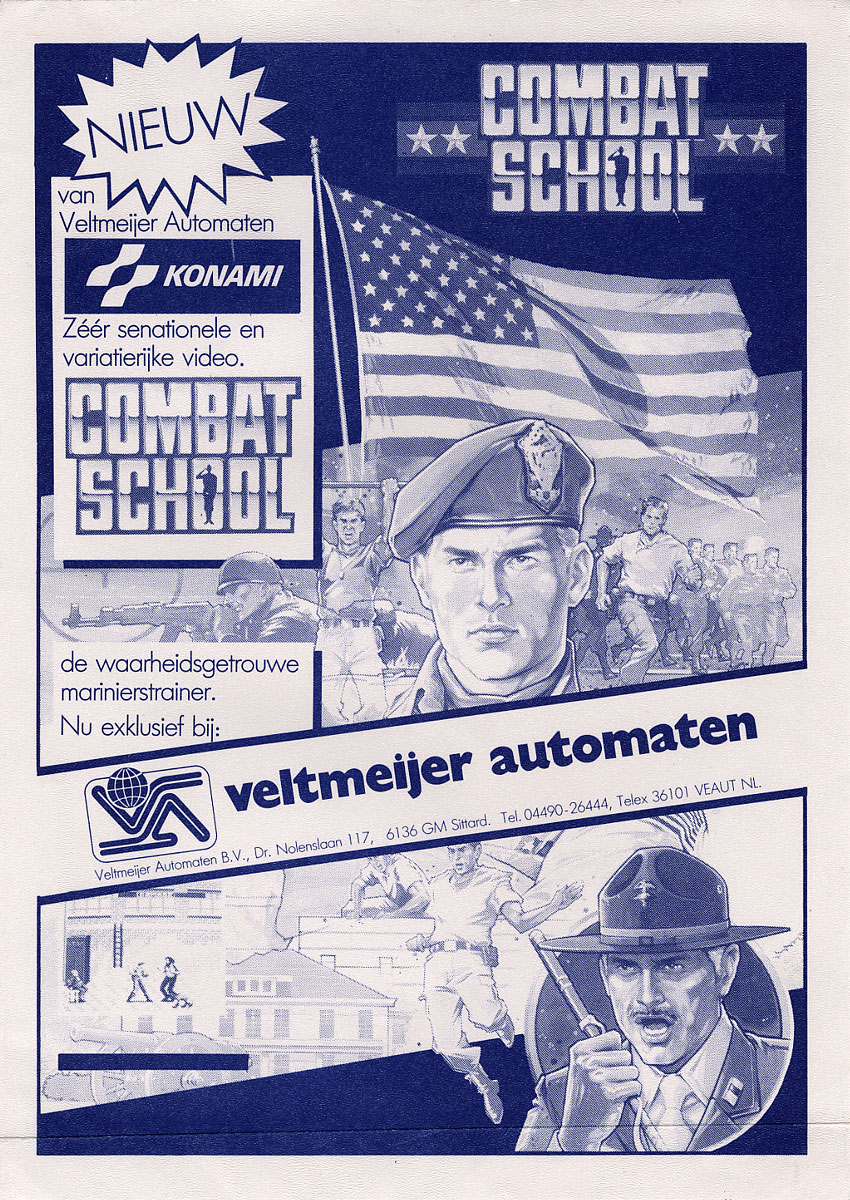 NIEUW
van
Veltmeijer Automaten
KONAMI
Zéér senationele en
variatierijke video.
COMBAT
SCHOOL
de waarheidsgetrouwe
marinierstrainer.
Nu exklusief bij:
COMBAT
SCHOOL
veltmeijer automaten
Veltmeijer Automaten B.V., Dr. Nolenslaan 117, 6136 GM Sittard. Tel. 04490-26444, Telex 36101 VEAUT NL.